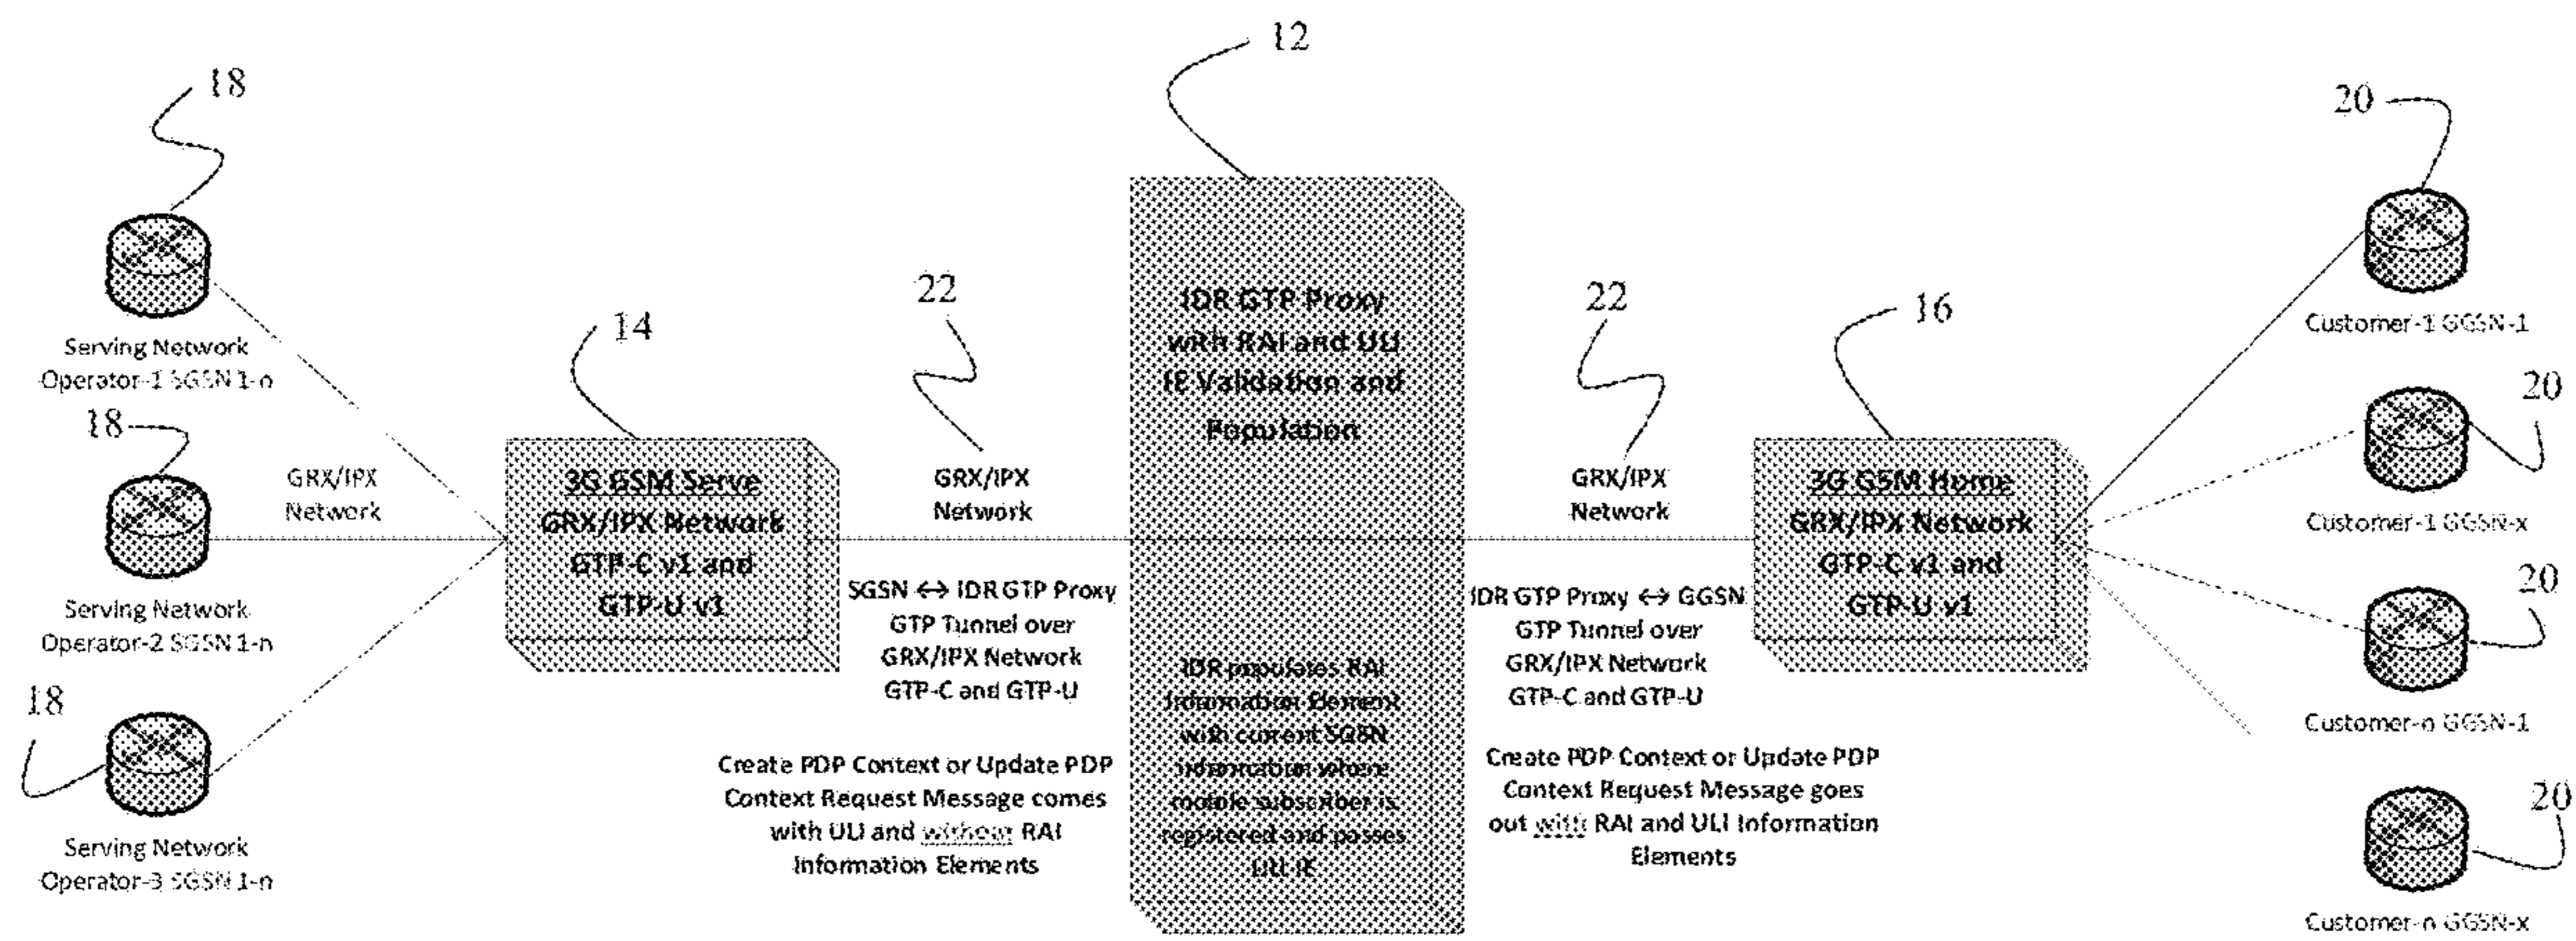 12
18
20
22
22
14
16
18
20
20
18
20
Serving Network
Operator-1 SGSN 1-n
GRX/IPX
Network
Serving Network
Operator-2 SGSN 1-n
Serving Network
Operator-3 SGSN 1-n
3G GSM Serve
GRX/IPX Network
GTP-C v1 and
GTP-U v1
GRX/IPX
Network
SGSN ↔ IDR GTP Proxy
GTP Tunnel over
GRX/IPX Network
GTP-C and GTP-U
Create PDP Context or Update PDP
Context Request Message comes
with ULI and without RAI
Information Elements
IDR GTP Proxy
with RAI and ULI
IE Validation and
Population
IDR populates RAI
Information Element
with current SGSN
information where
mobile subscriber is
registered and passes
ULI IE
GRX/IPX
Network
IDR GTP Proxy ↔ GGSN
GTP Tunnel over
GRX/IPX Network
GTP-C and GTP-U
Create PDP Context or Update PDP
Context Request Message goes
out with RAI and ULI Information
Elements
3G GSM Home
GRX/IPX Network
GTP-C v1 and
GTP-U v1
Customer-1 GGSN-1
Customer-1 GGSN-x
Customer-n GGSN-1
Customer-n GGSN-x